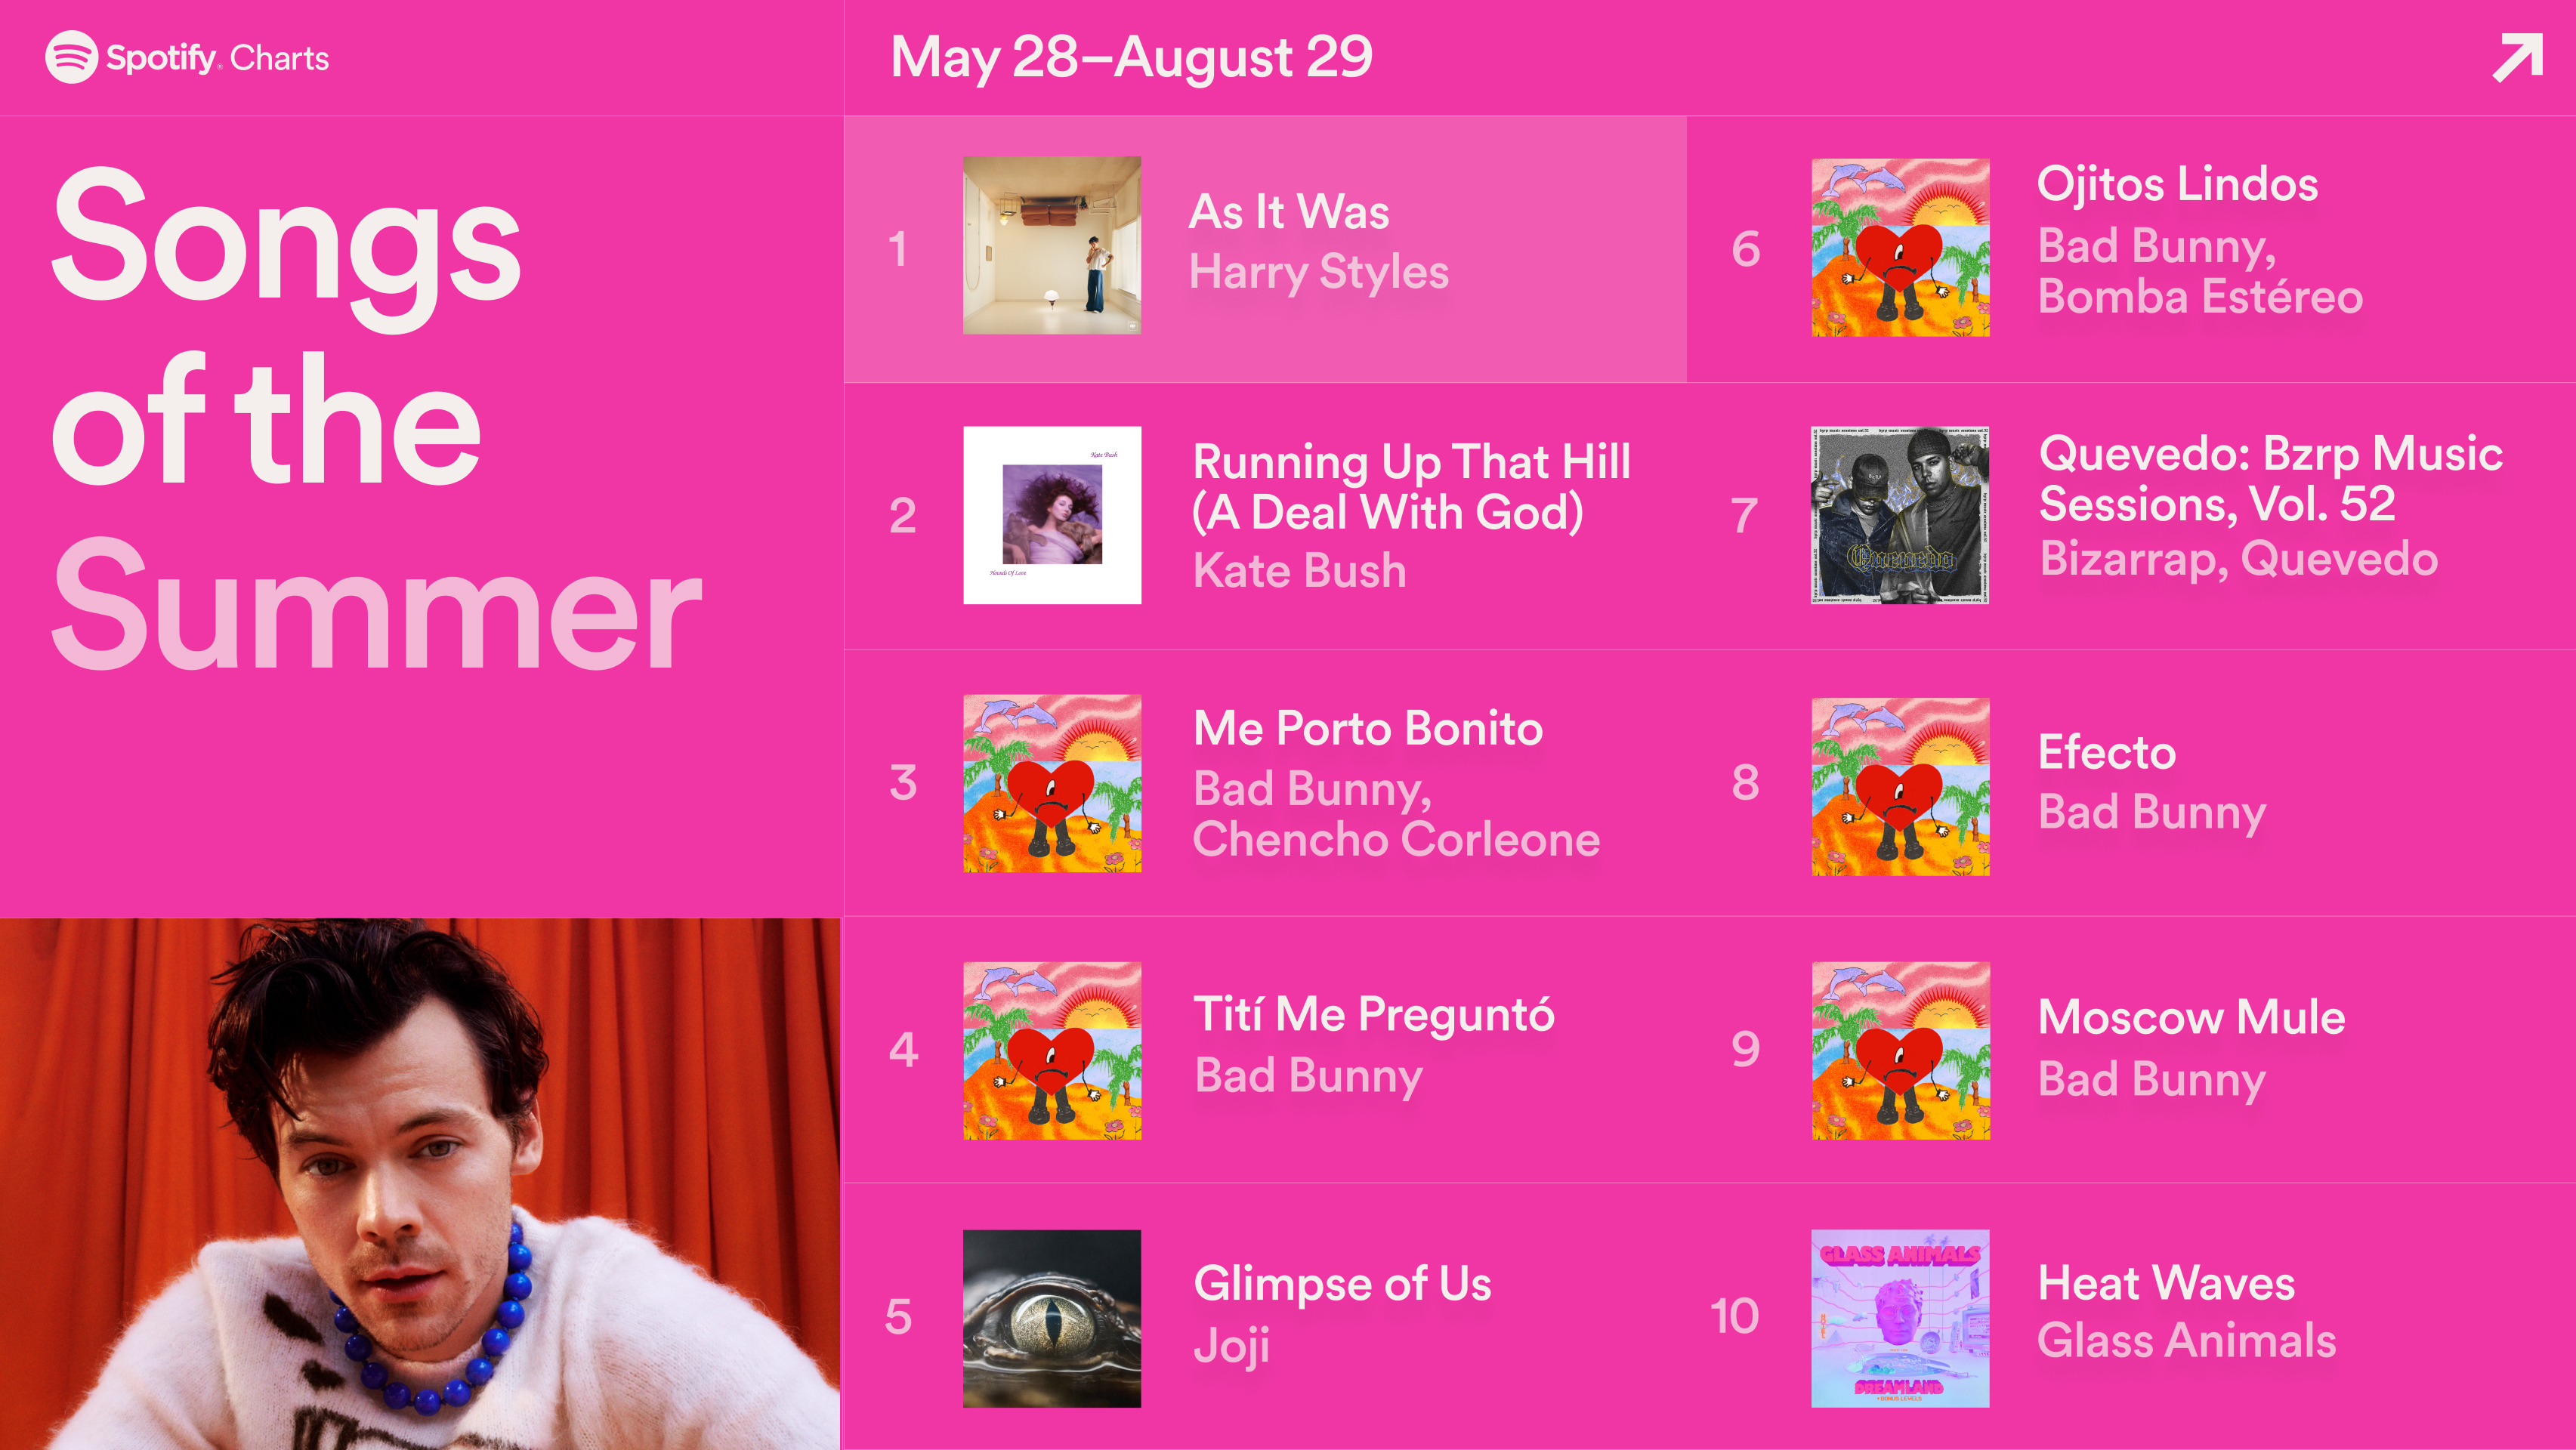 Spotify Charts
May 28–August 29
Songs
of the
Summer
1
As It Was
Harry Styles
2
Kate Bush
Hounds Of Love
Running Up That Hill
(A Deal With God)
Kate Bush
3
Me Porto Bonito
Bad Bunny,
Chencho Corleone
4
Tití Me Preguntó
Bad Bunny
5
Glimpse of Us
Joji
6
Ojitos Lindos
Bad Bunny,
Bomba Estéreo
7
Quevedo
Quevedo: Bzrp Music
Sessions, Vol. 52
Bizarrap, Quevedo
8
Efecto
Bad Bunny
9
Moscow Mule
Bad Bunny
10
GLASS ANIMALS
DREAMLAND
+ BONUS LEVELS
Heat Waves
Glass Animals